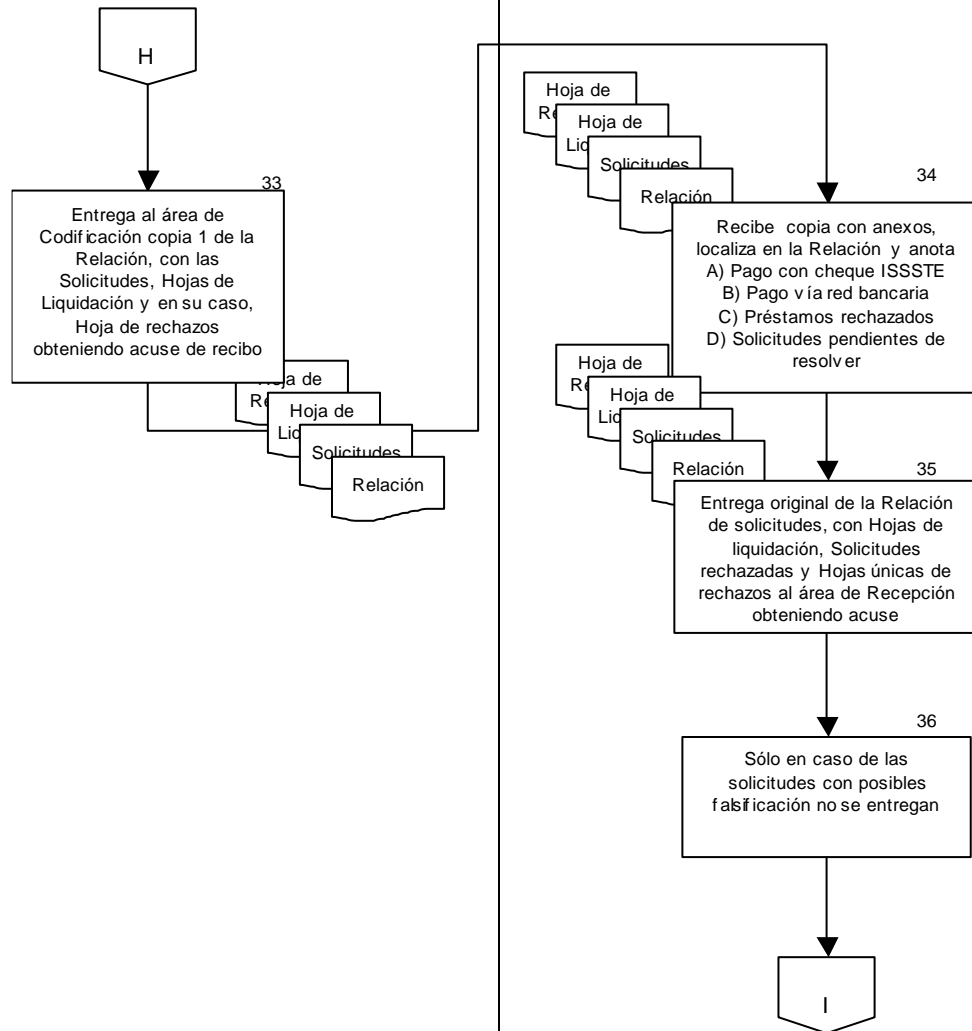 H
33
Entrega al área de
Codificación copia 1 de la
Relación, con las
Solicitudes, Hojas de
Liquidación y en su caso,
Hoja de rechazos
obteniendo acuse de recibo
Hoja de
Hoja de
Solicitudes
Relación
Hoja de
Hoja de
Solicitudes
Relación
34
Recibe copia con anexos,
localiza en la Relación y anota
A) Pago con cheque ISSSTE
B) Pago vía red bancaria
C) Préstamos rechazados
D) Solicitudes pendientes de
resolver
Hoja de
Hoja de
Solicitudes
Relación
35
Entrega original de la Relación
de solicitudes, con Hojas de
liquidación, Solicitudes
rechazadas y Hojas únicas de
rechazos al área de Recepción
obteniendo acuse
36
Sólo en caso de las
solicitudes con posibles
falsificación no se entregan
I